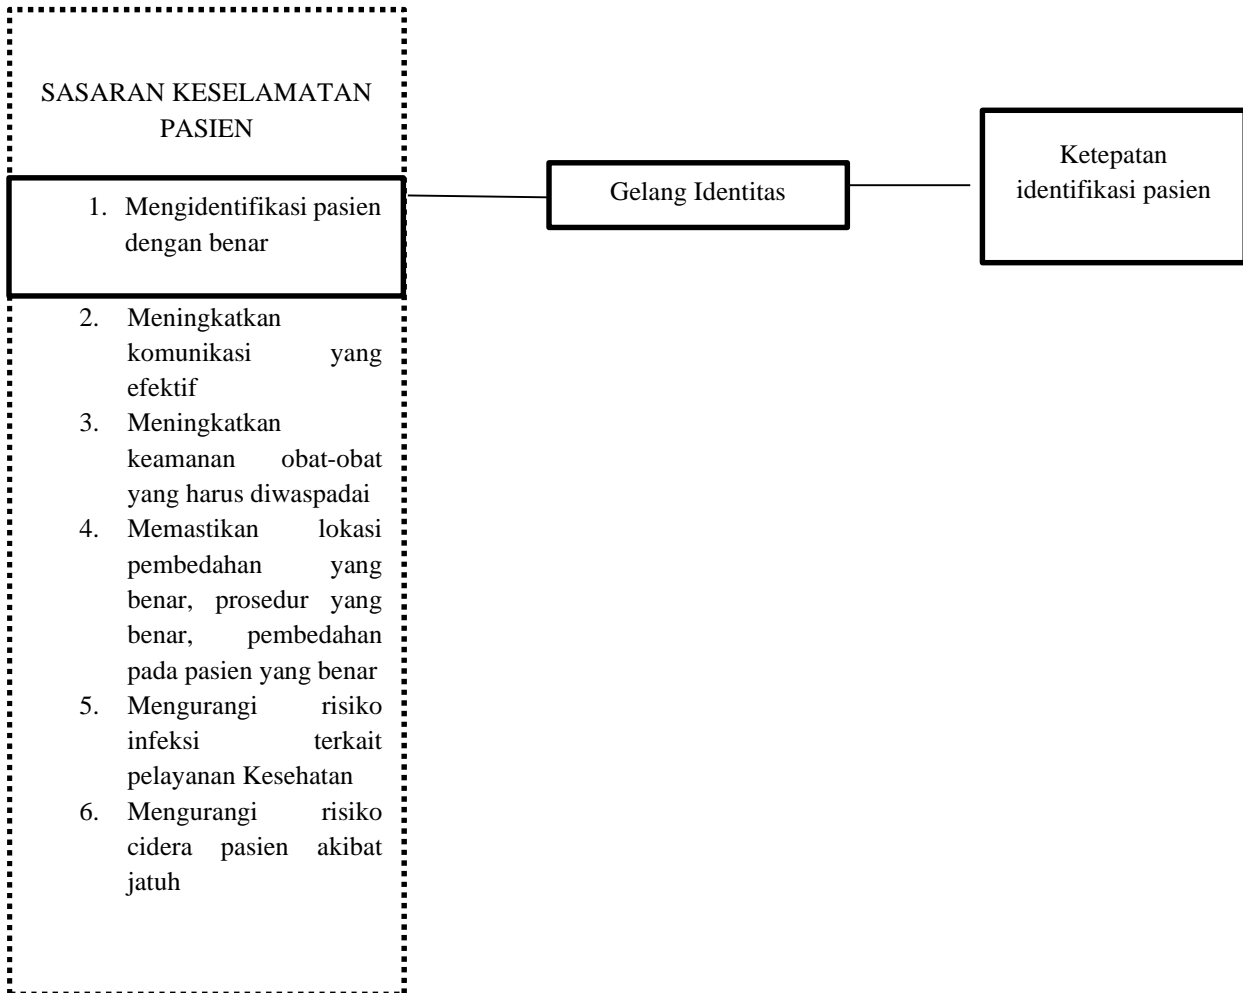 SASARAN KESELAMATAN
PASIEN
1. Mengidentifikasi pasien
dengan benar
2. Meningkatkan
komunikasi yang
efektif
3. Meningkatkan
keamanan obat-obat
yang harus diwaspadai
4. Memastikan lokasi
pembedahan yang
benar, prosedur yang
benar, pembedahan
pada pasien yang benar
5. Mengurangi risiko
infeksi terkait
pelayanan Kesehatan
6. Mengurangi risiko
cidera pasien akibat
jatuh
Gelang Identitas
Ketepatan
identifikasi pasien